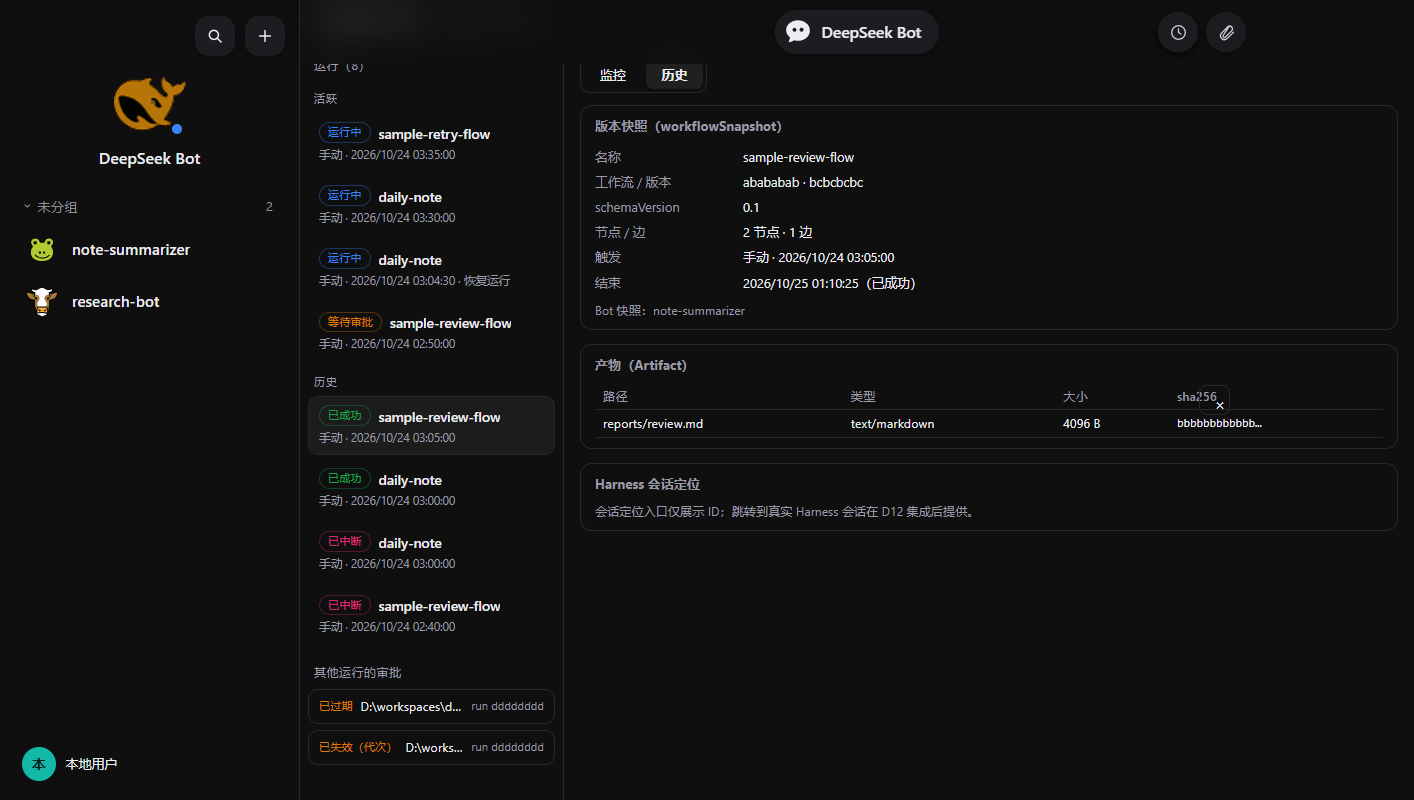 DeepSeek Bot
未分组 2
note-summarizer
research-bot
本 本地用户
运行（8）
活跃
运行中 sample-retry-flow
手动 · 2026/10/24 03:35:00
运行中 daily-note
手动 · 2026/10/24 03:30:00
运行中 daily-note
手动 · 2026/10/24 03:04:30 · 恢复运行
等待审批 sample-review-flow
手动 · 2026/10/24 02:50:00
历史
已成功 sample-review-flow
手动 · 2026/10/24 03:05:00
已成功 daily-note
手动 · 2026/10/24 03:00:00
已中断 daily-note
手动 · 2026/10/24 03:00:00
已中断 sample-review-flow
手动 · 2026/10/24 02:40:00
其他运行的审批
已过期 D:\workspaces\d... run dddddddd
已失效（代次） D:\works... run dddddddd
DeepSeek Bot
监控 历史
版本快照（workflowSnapshot）
名称 sample-review-flow
工作流 / 版本 abababab · bcbcbcbc
schemaVersion 0.1
节点 / 边 2 节点 · 1 边
触发 手动 · 2026/10/24 03:05:00
结束 2026/10/25 01:10:25（已成功）
Bot 快照：note-summarizer
产物（Artifact）
路径 类型 大小 sha256
reports/review.md text/markdown 4096 B bbbbbbbbbbbb...
Harness 会话定位
会话定位入口仅展示 ID；跳转到真实 Harness 会话在 D12 集成后提供。